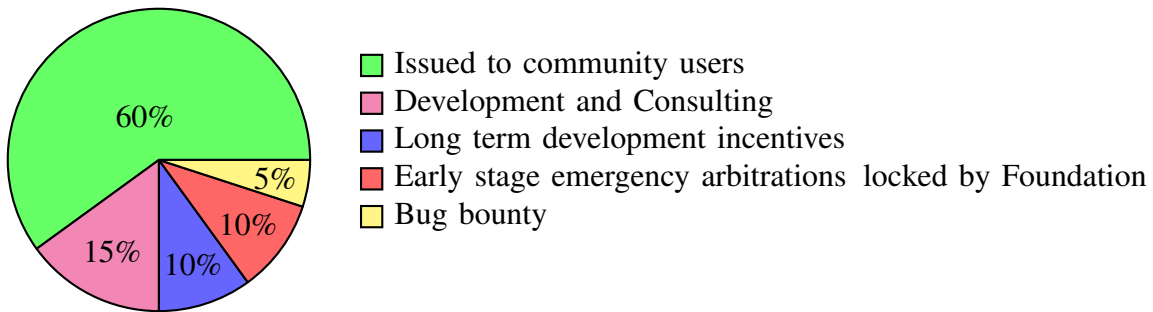 60%
15%
10%
10%
5%
Issued to community users
Development and Consulting
Long term development incentives
Early stage emergency arbitrations locked by Foundation
Bug bounty